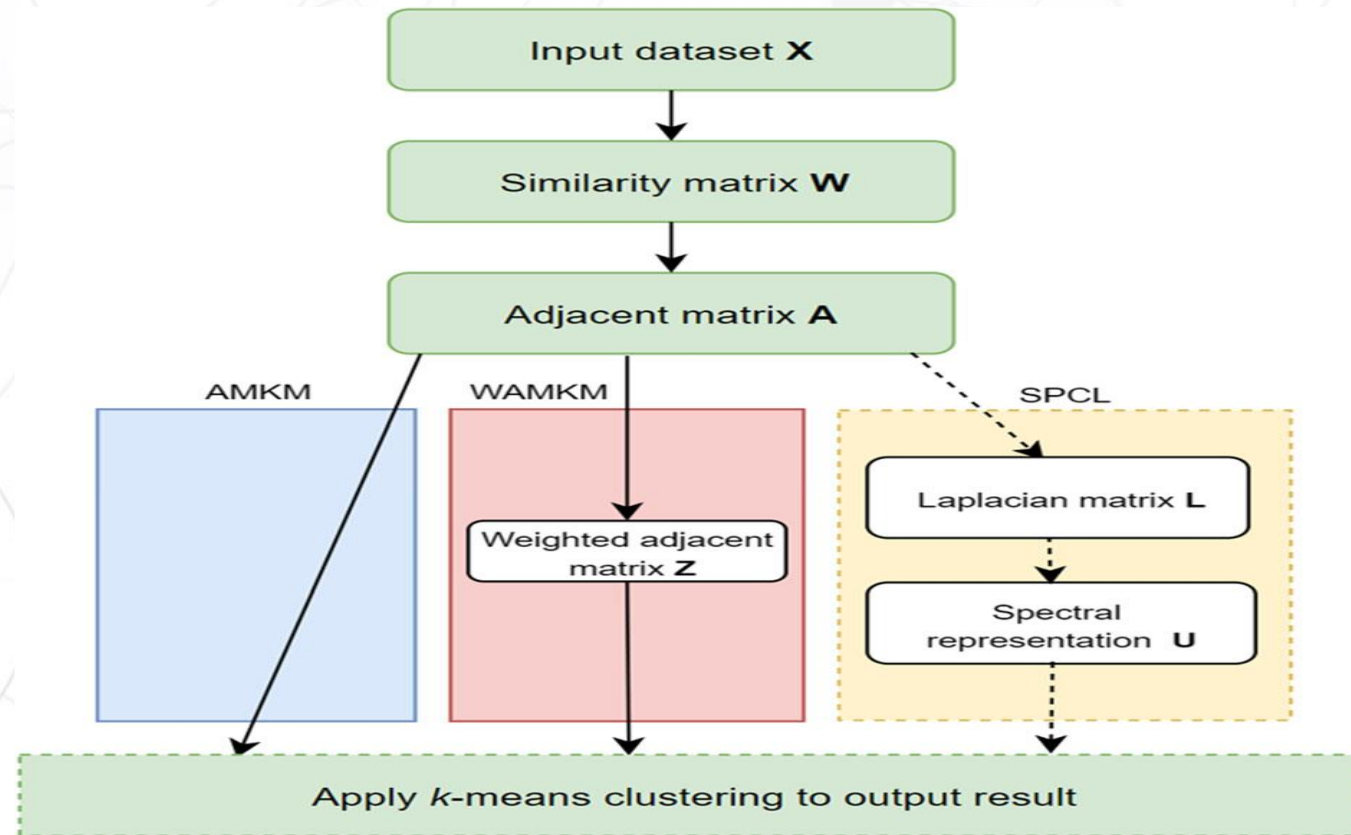 Input dataset X
Similarity matrix W
Adjacent matrix A
AMKM
WAMKM
SPCL
Weighted adjacent
matrix Z
Laplacian matrix L
Spectral
representation U
Apply k-means clustering to output result